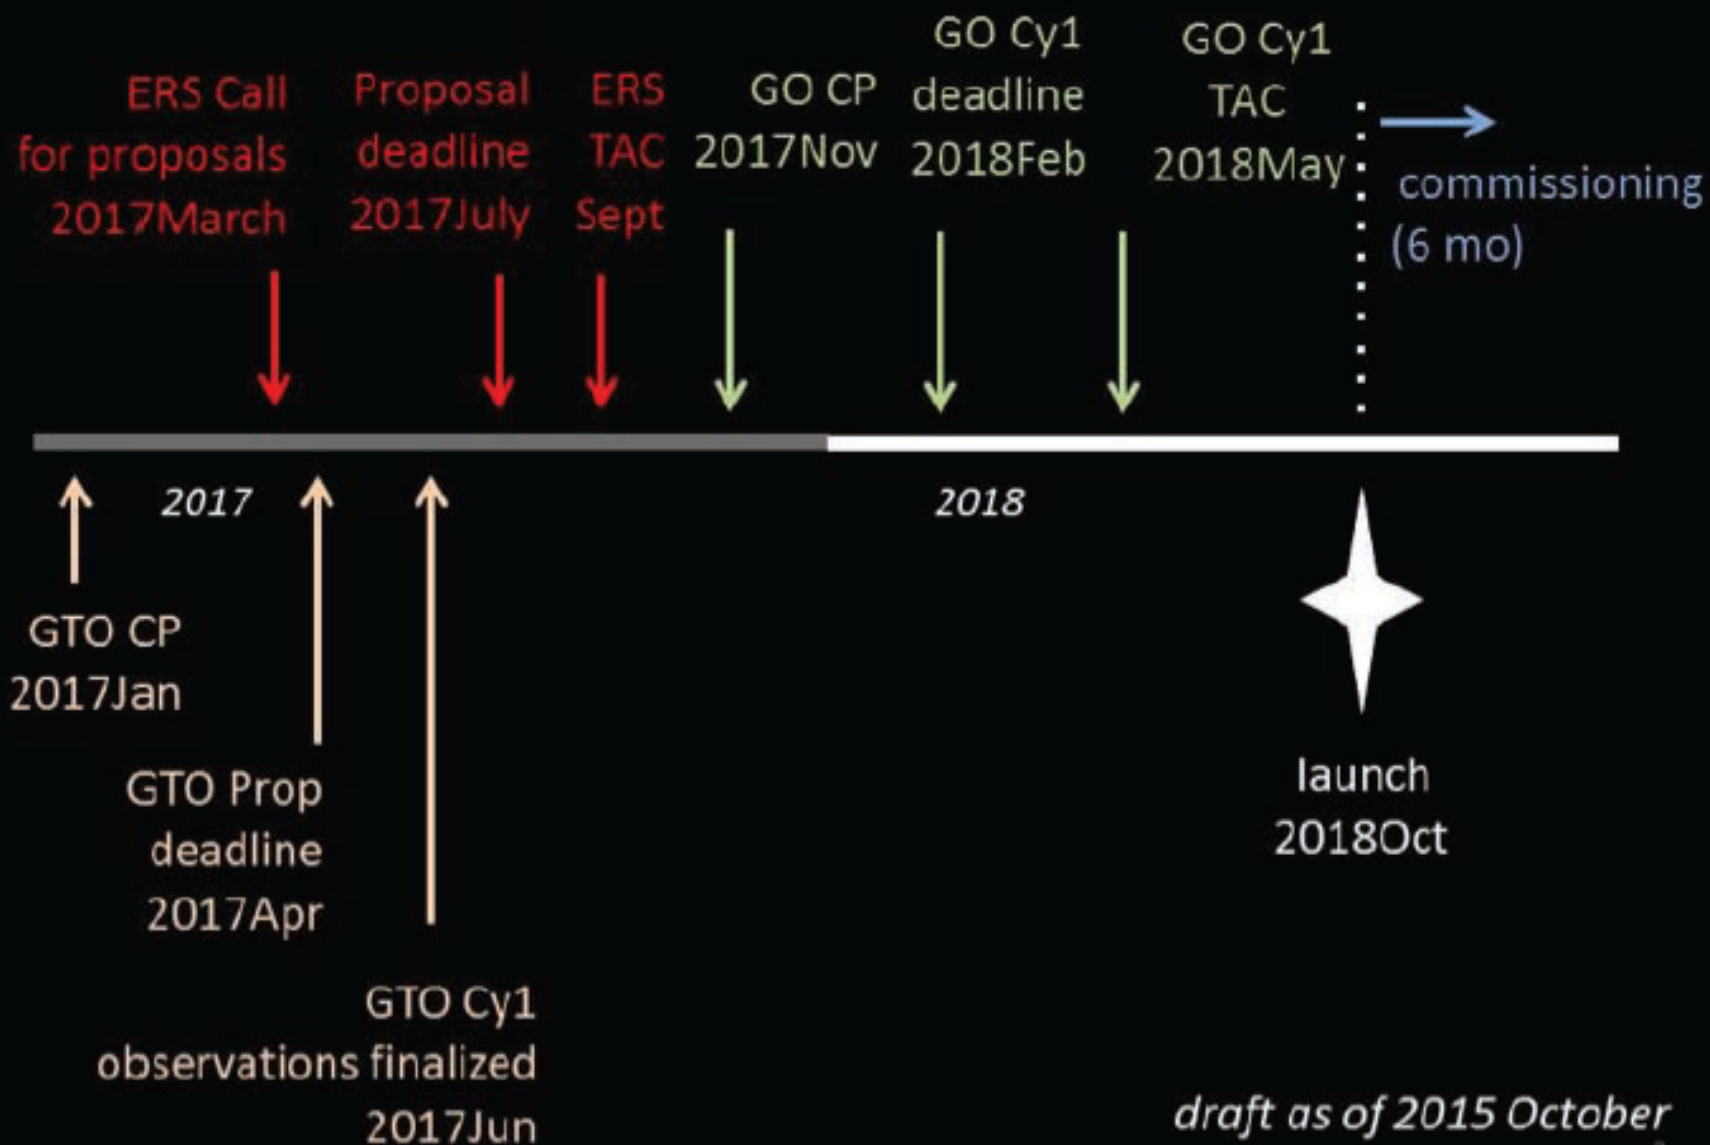 ERS Call
for proposals
2017March
Proposal
deadline
2017July
ERS
TAC
Sept
GO CP
2017Nov
GO Cy1
deadline
2018Feb
GO Cy1
TAC
2018May
commissioning
(6 mo)
2017
2018
GTO CP
2017Jan
GTO Prop
deadline
2017Apr
GTO Cy1
observations finalized
2017Jun
launch
2018Oct
draft as of 2015 October